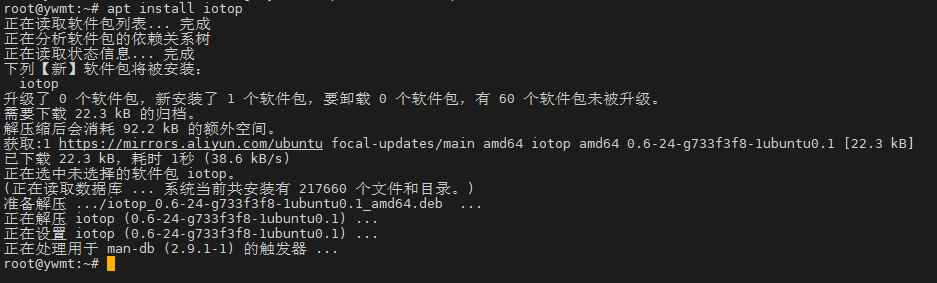 root@ywmt:~# apt install iotop
正在读取软件包列表... 完成
正在分析软件包的依赖关系树
正在读取状态信息... 完成
下列【新】软件包将被安装：
  iotop
升级了 0 个软件包，新安装了 1 个软件包，要卸载 0 个软件包，有 60 个软件包未被升级。
需要下载 22.3 kB 的归档。
解压缩后会消耗 92.2 kB 的额外空间。
获取:1 https://mirrors.aliyun.com/ubuntu focal-updates/main amd64 iotop amd64 0.6-24-g733f3f8-1ubuntu0.1 [22.3 kB]
已下载 22.3 kB，耗时 1秒 (38.6 kB/s)
正在选中未选择的软件包 iotop。
(正在读取数据库 ... 系统当前共安装有 217660 个文件和目录。)
准备解压 .../iotop_0.6-24-g733f3f8-1ubuntu0.1_amd64.deb  ...
正在解压 iotop (0.6-24-g733f3f8-1ubuntu0.1) ...
正在设置 iotop (0.6-24-g733f3f8-1ubuntu0.1) ...
正在处理用于 man-db (2.9.1-1) 的触发器 ...
root@ywmt:~#